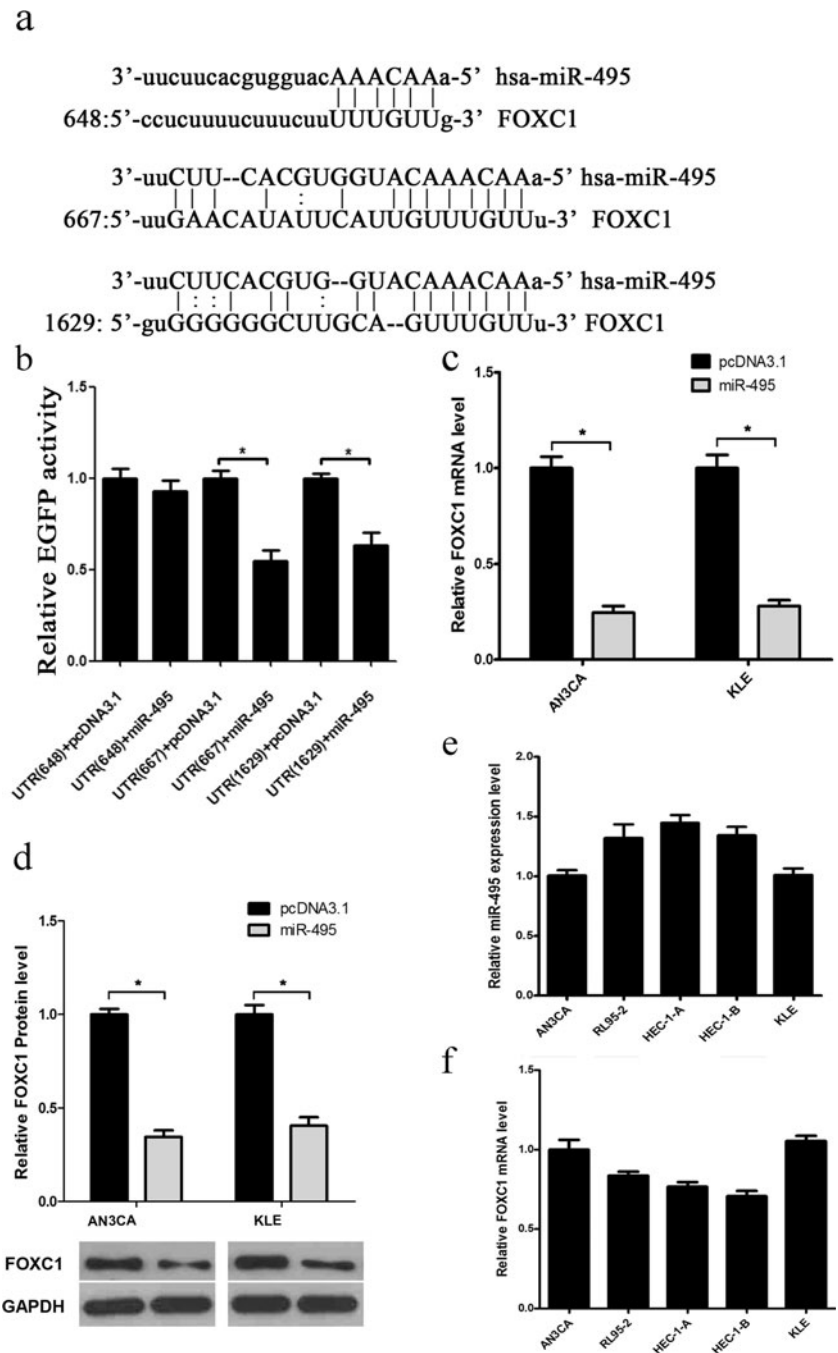 a
3’-uucuucacgugguacAAACAAa-5’ hsa-miR-495
| | | | | |
648:5’-ccucuuuucuuucuuUUUGUUg-3’ FOXC1
3’-uuCUU--CACGUGGUACAAACAAa-5’ hsa-miR-495
| | | | | : | | | | | | | | |
667:5’-uuGAACAUAUUCAUUGUUUGUUu-3’ FOXC1
3’-uuCUUCACGUG--GUACAAACAAa-5’ hsa-miR-495
| : : | | | : | | | | | | | | |
1629: 5’-guGGGGGGCUUGCA--GUUUGUUu-3’ FOXC1
b
Relative EGFP activity
1.5
1.0
0.5
0.0
*
*
UTR(648)+pcDNA3.1
UTR(648)+miR-495
UTR(667)+pcDNA3.1
UTR(667)+miR-495
UTR(1629)+pcDNA3.1
UTR(1629)+miR-495
c
pcDNA3.1
miR-495
Relative FOXC1 mRNA level
1.5
1.0
0.5
0.0
*
*
AN3CA
KLE
d
pcDNA3.1
miR-495
Relative FOXC1 Protein level
1.5
1.0
0.5
0.0
*
*
AN3CA
KLE
FOXC1
GAPDH
e
Relative miR-495 expression level
2.0
1.5
1.0
0.5
0.0
AN3CA
RL95-2
HEC-1-A
HEC-1-B
KLE
f
Relative FOXC1 mRNA level
1.5
1.0
0.5
0.0
AN3CA
RL95-2
HEC-1-A
HEC-1-B
KLE